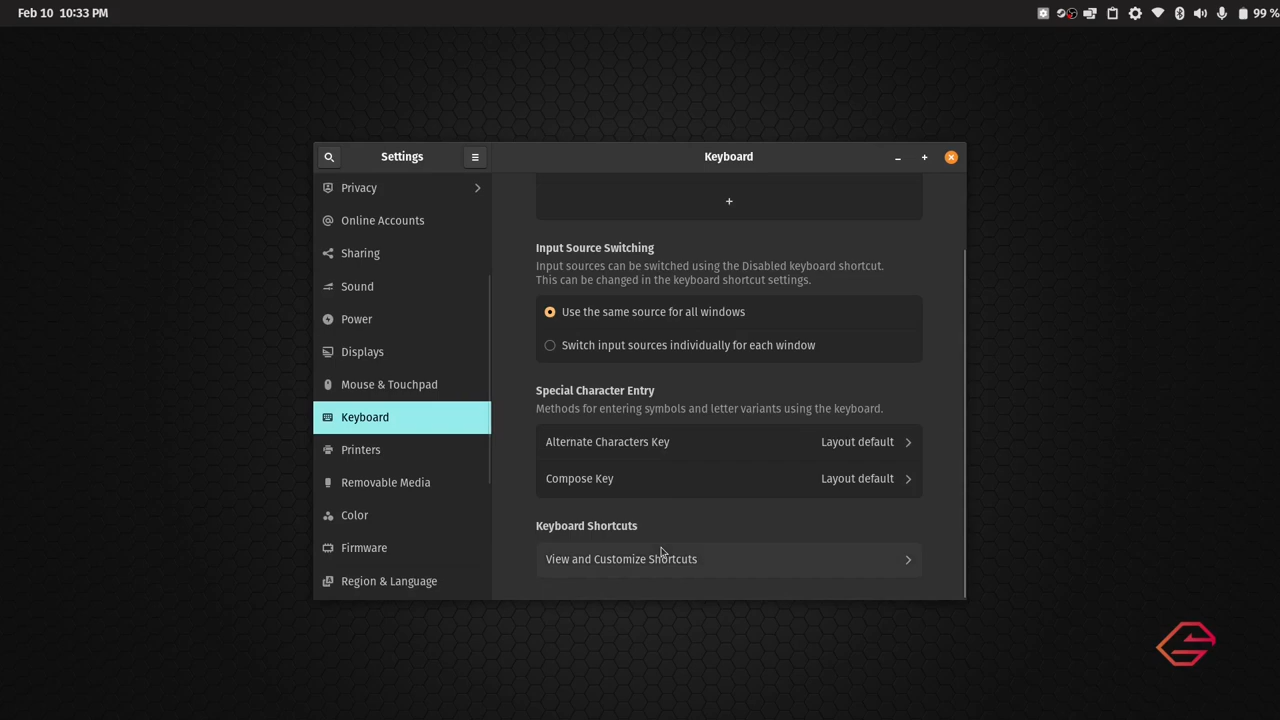 Feb 10 10:33 PM
99 %
Settings
Keyboard
Privacy
Online Accounts
Sharing
Sound
Power
Displays
Mouse & Touchpad
Keyboard
Printers
Removable Media
Color
Firmware
Region & Language
+
Input Source Switching
Input sources can be switched using the Disabled keyboard shortcut.
This can be changed in the keyboard shortcut settings.
Use the same source for all windows
Switch input sources individually for each window
Special Character Entry
Methods for entering symbols and letter variants using the keyboard.
Alternate Characters Key Layout default
Compose Key Layout default
Keyboard Shortcuts
View and Customize Shortcuts